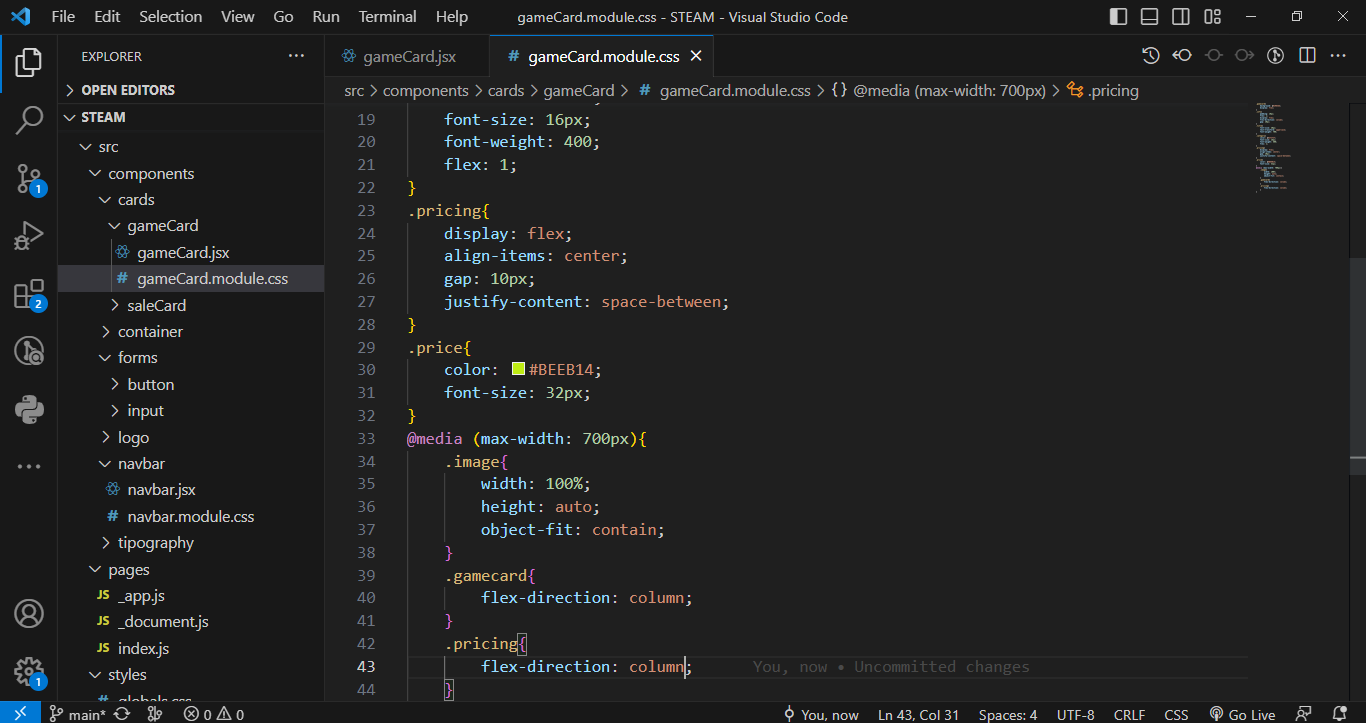 File Edit Selection View Go Run Terminal Help gameCard.module.css - STEAM - Visual Studio Code
EXPLORER
OPEN EDITORS
STEAM
src
components
cards
gameCard
gameCard.jsx
# gameCard.module.css
saleCard
container
forms
button
input
logo
navbar
navbar.jsx
# navbar.module.css
tipography
pages
JS _app.js
JS _document.js
JS index.js
styles
# globals.css
1
2
1
gameCard.jsx # gameCard.module.css
src > components > cards > gameCard > # gameCard.module.css > {} @media (max-width: 700px) > .pricing
19 font-size: 16px;
20 font-weight: 400;
21 flex: 1;
22 }
23 .pricing{
24 display: flex;
25 align-items: center;
26 gap: 10px;
27 justify-content: space-between;
28 }
29 .price{
30 color: #BEEB14;
31 font-size: 32px;
32 }
33 @media (max-width: 700px){
34 .image{
35 width: 100%;
36 height: auto;
37 object-fit: contain;
38 }
39 .gamecard{
40 flex-direction: column;
41 }
42 .pricing{
43 flex-direction: column; You, now • Uncommitted changes
44 }
main* 0 0 You, now Ln 43, Col 31 Spaces: 4 UTF-8 CRLF CSS Go Live